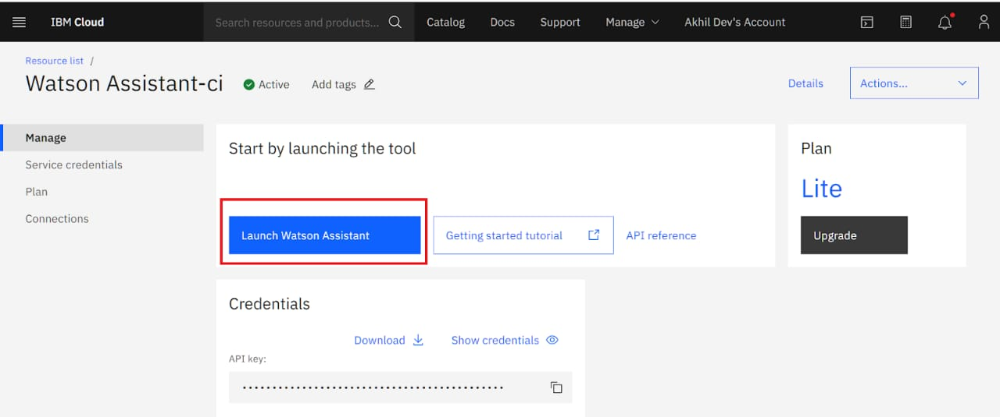 IBM Cloud
Search resources and products...
Catalog
Docs
Support
Manage
Akhil Dev's Account
Resource list /
Watson Assistant-ci
Active
Add tags
Details
Actions...
Manage
Service credentials
Plan
Connections
Start by launching the tool
Launch Watson Assistant
Getting started tutorial
API reference
Plan
Lite
Upgrade
Credentials
Download
Show credentials
API key: